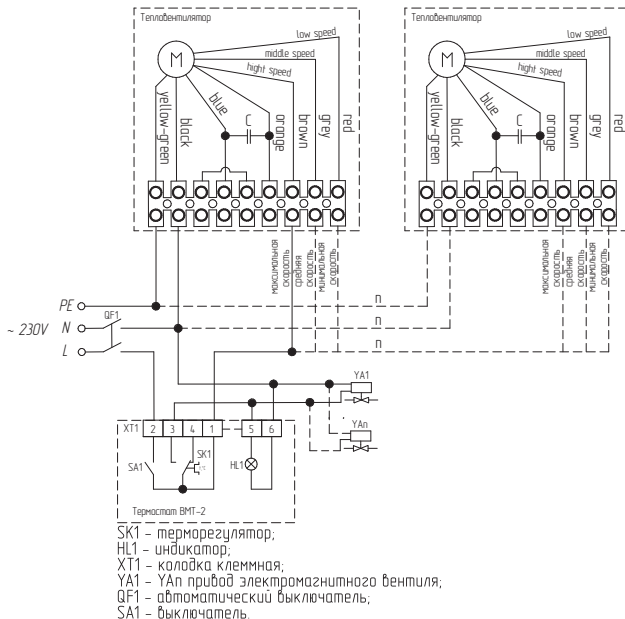 Тепловентилятор
Тепловентилятор
low speed
middle speed
hight speed
M
yellow-green
black
blue
C
orange
brown
grey
red
low speed
middle speed
hight speed
M
yellow-green
black
blue
C
orange
brown
grey
red
максимальная скорость
средняя скорость
минимальная скорость
максимальная скорость
средняя скорость
минимальная скорость
PE
n
QF1
~ 230V N
n
L
n
YA1
YAn
XT1 2 3 4 1 5 6
SK1
t°C
SA1
HL1
Термостат ВМТ-2
SK1 – терморегулятор;
HL1 – индикатор;
XT1 – колодка клеммная;
YA1 – YAn привод электромагнитного вентиля;
QF1 – автоматический выключатель;
SA1 – выключатель.